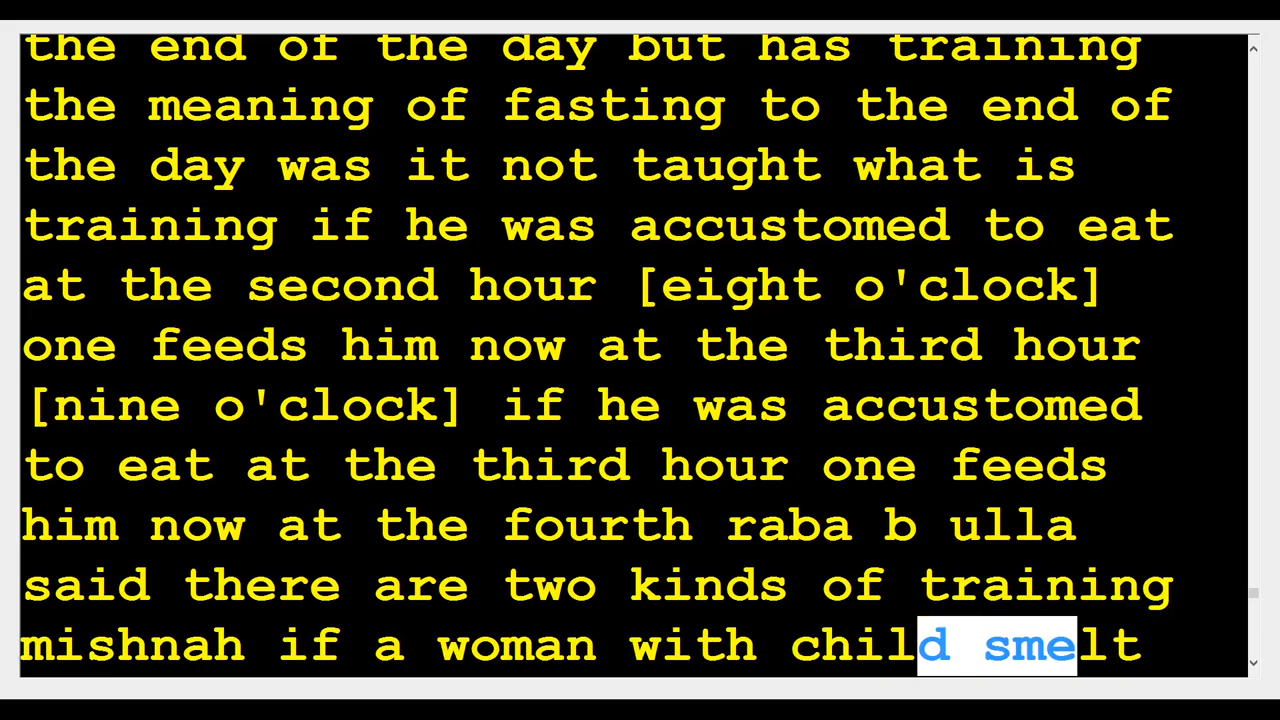 the end of the day but has training
the meaning of fasting to the end of
the day was it not taught what is
training if he was accustomed to eat
at the second hour [eight o'clock]
one feeds him now at the third hour
[nine o'clock] if he was accustomed
to eat at the third hour one feeds
him now at the fourth raba b ulla
said there are two kinds of training
mishnah if a woman with child smelt